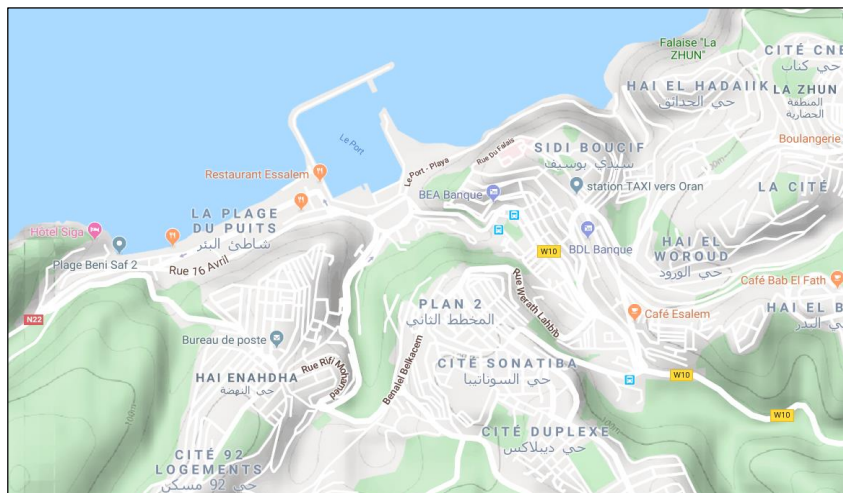 Falaise "La
ZHUN"
CITÉ CNE
حي كناب
HAI EL HADAIIK
حي الحدائق
LA ZHUN
المنطقة
الحضارية
Boulangerie
Le Port
Rue Du Falais
SIDI BOUCIF
سيدي بوسيف
Le Port - Playa
Restaurant Essalem
BEA Banque
station TAXI vers Oran
LA CITÉ
LA PLAGE
DU PUITS
شاطئ البئر
Hôtel Siga
Plage Beni Saf 2
Rue 76 Avril
BDL Banque
W10
HAI EL
WOROUD
حي الورود
Café Bab El Fath
Rue Werath Lahbib
PLAN 2
المخطط الثاني
Café Esalem
HAI EL B
ي البدر
N22
Bureau de poste
Benalel Belkacem
Rue Rifi Mohamed
CITÉ SONATIBA
حي السوناتيبا
HAI ENAHDHA
حي النهضة
W10
W10
CITÉ DUPLEXE
حي ديبلاكس
CITÉ 92
LOGEMENTS
حي 92 مسكن
100m